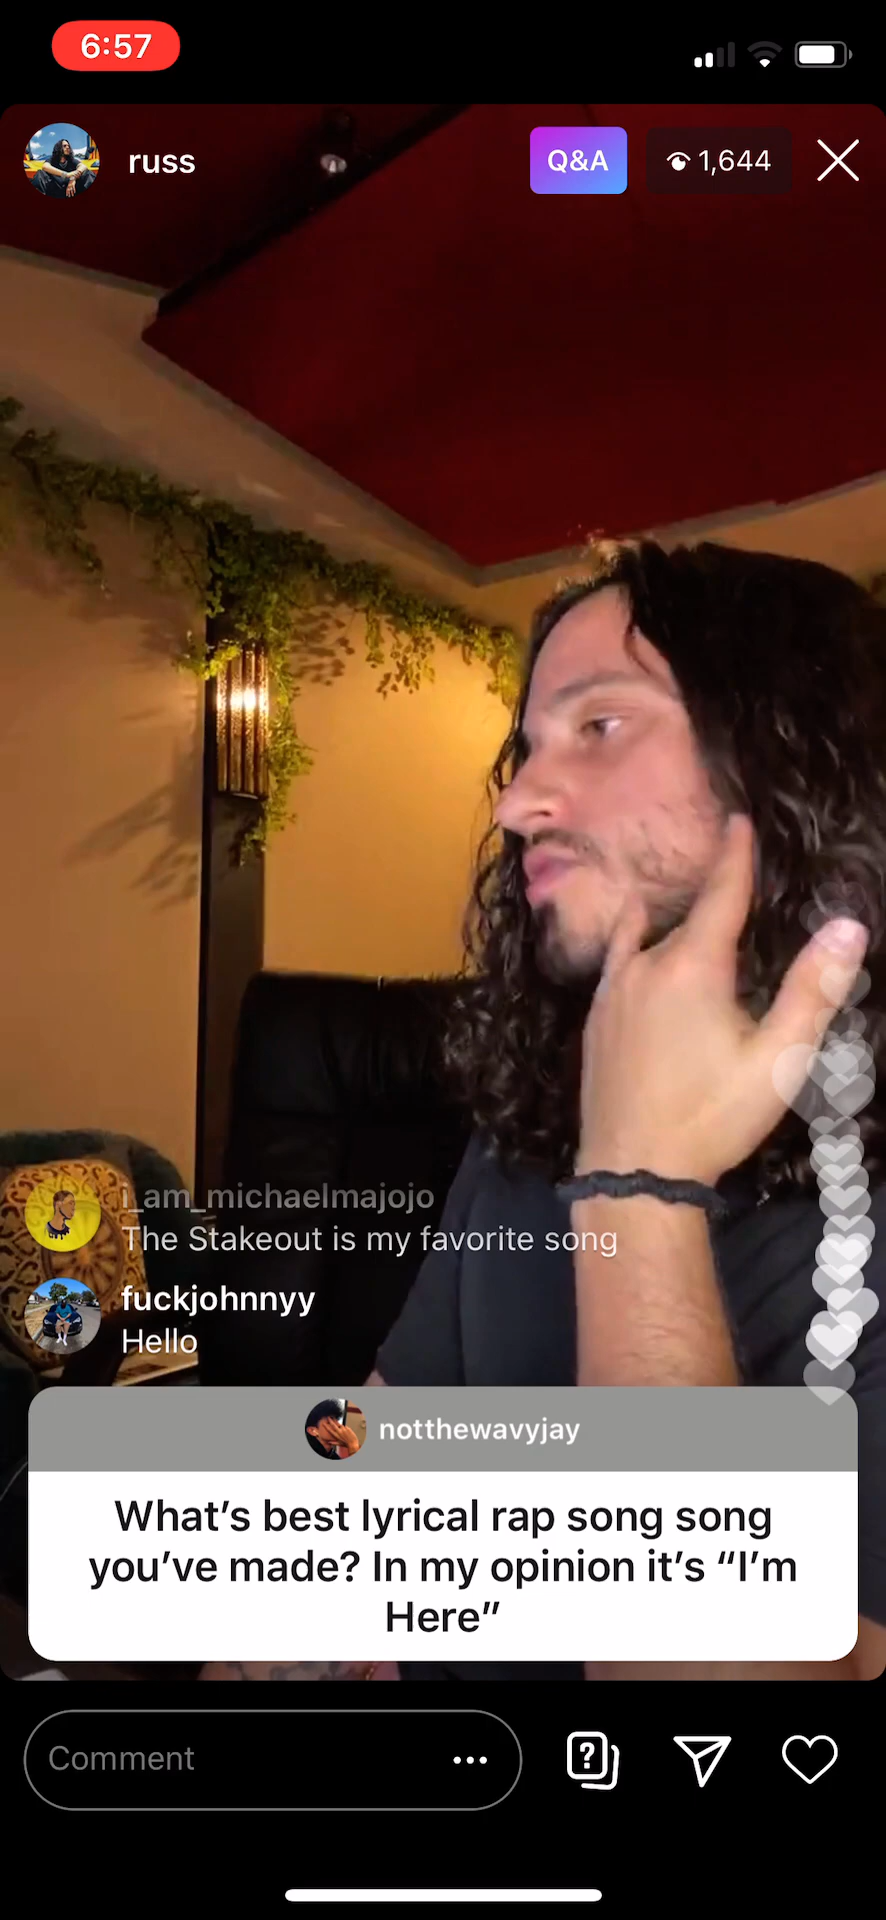 6:57
russ
Q&A
1,644
i_am_michaelmajojo
The Stakeout is my favorite song
fuckjohnnyy
Hello
notthewavyjay
What's best lyrical rap song song
you've made? In my opinion it's "I'm
Here"
Comment